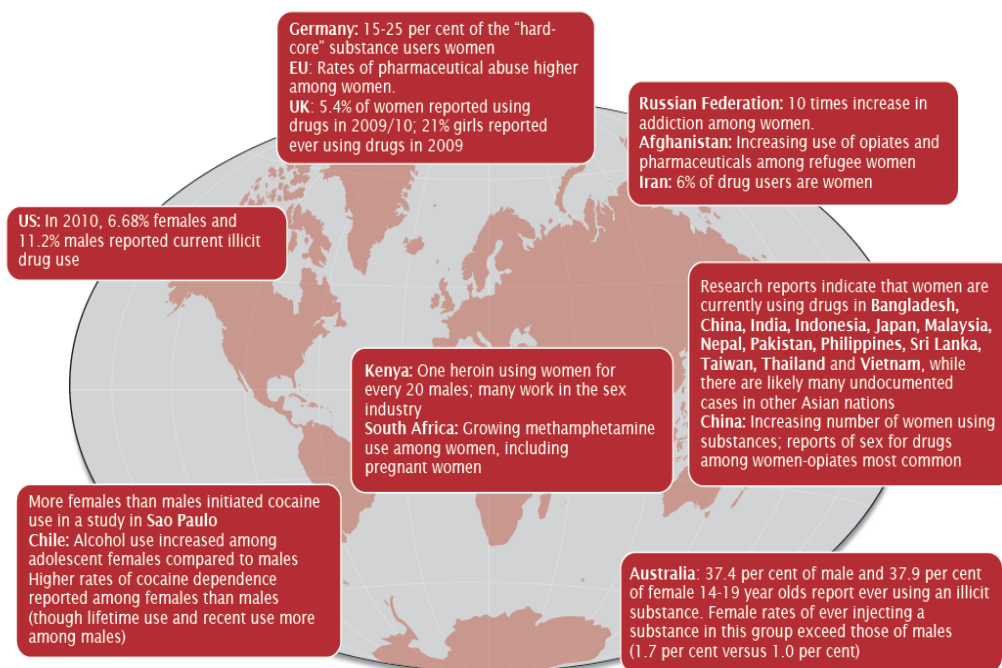 Germany: 15-25 per cent of the “hard-
core” substance users women
EU: Rates of pharmaceutical abuse higher
among women.
UK: 5.4% of women reported using
drugs in 2009/10; 21% girls reported
ever using drugs in 2009
Russian Federation: 10 times increase in
addiction among women.
Afghanistan: Increasing use of opiates and
pharmaceuticals among refugee women
Iran: 6% of drug users are women
US: In 2010, 6.68% females and
11.2% males reported current illicit
drug use
Research reports indicate that women are
currently using drugs in Bangladesh,
China, India, Indonesia, Japan, Malaysia,
Nepal, Pakistan, Philippines, Sri Lanka,
Taiwan, Thailand and Vietnam, while
there are likely many undocumented
cases in other Asian nations
China: Increasing number of women using
substances; reports of sex for drugs
among women-opiates most common
Kenya: One heroin using women for
every 20 males; many work in the sex
industry
South Africa: Growing methamphetamine
use among women, including
pregnant women
More females than males initiated cocaine
use in a study in Sao Paulo
Chile: Alcohol use increased among
adolescent females compared to males
Higher rates of cocaine dependence
reported among females than males
(though lifetime use and recent use more
among males)
Australia: 37.4 per cent of male and 37.9 per cent
of female 14-19 year olds report ever using an illicit
substance. Female rates of ever injecting a
substance in this group exceed those of males
(1.7 per cent versus 1.0 per cent)